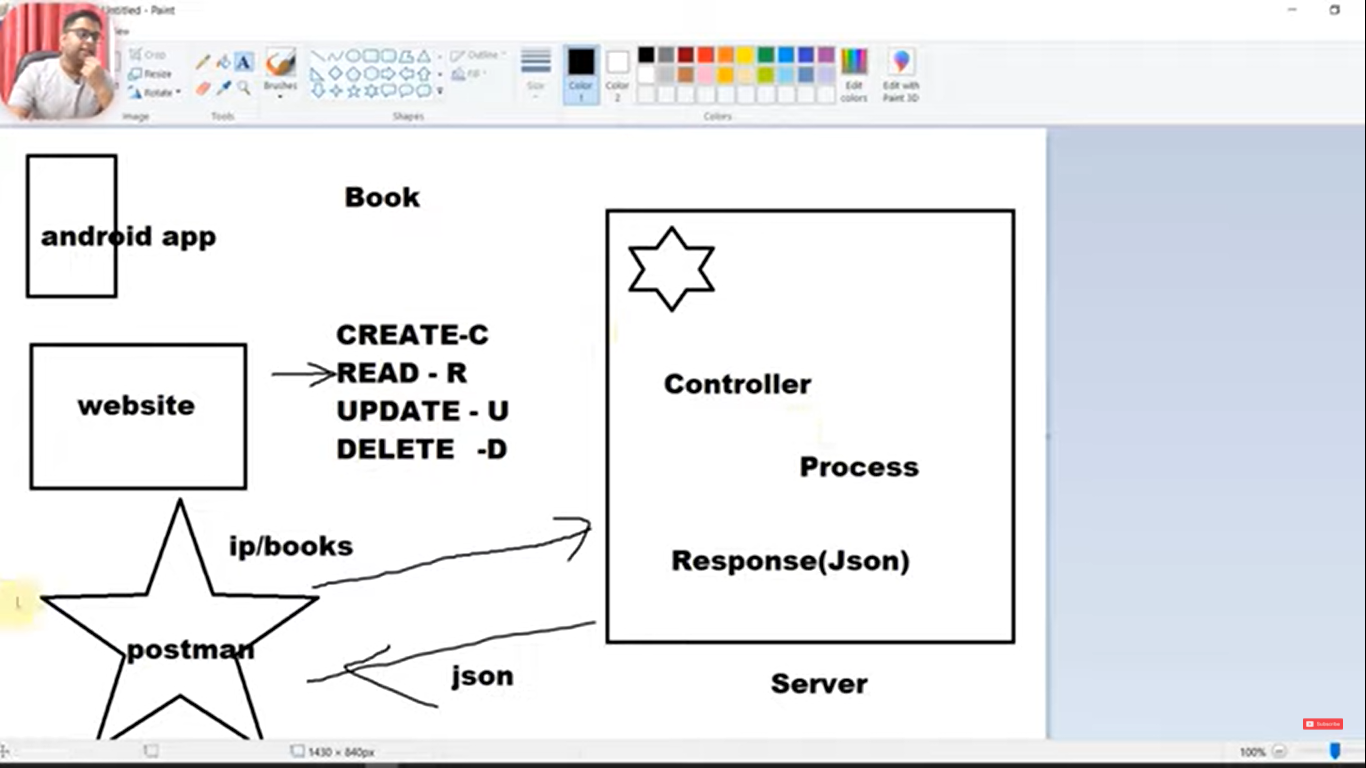 Untitled - Paint
View
Crop
Resize
Rotate
Image
A
Tools
Brushes
Shapes
Outline
Fill
Size
Color
1
Color
2
Edit
colors
Edit with
Paint 3D
Colors
android app
Book
website
CREATE-C
READ - R
UPDATE - U
DELETE -D
Controller
Process
Response(Json)
ip/books
postman
json
Server
Subscribe
1430 × 840px
100%